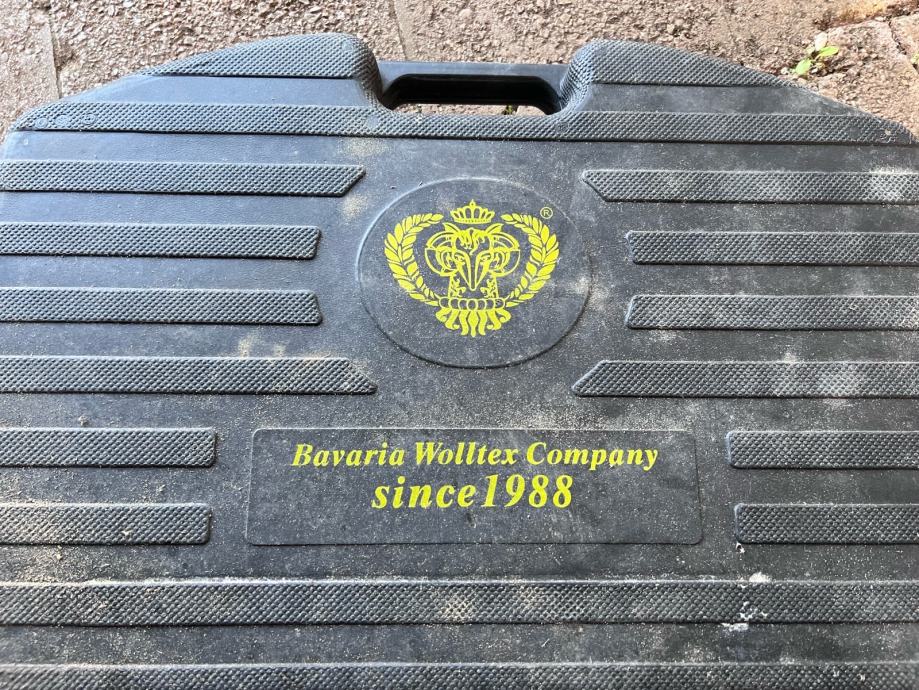 ®
Bavaria Wolltex Company
since1988